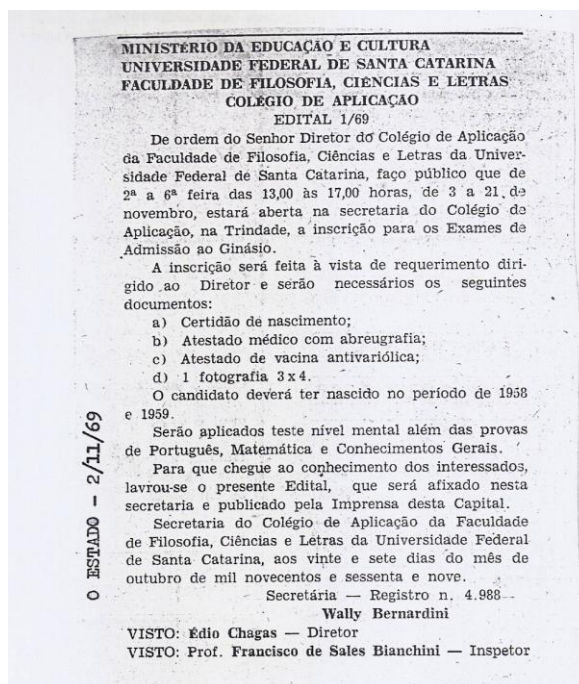 MINISTÉRIO DA EDUCAÇÃO E CULTURA
UNIVERSIDADE FEDERAL DE SANTA CATARINA
FACULDADE DE FILOSOFIA, CIÊNCIAS E LETRAS
COLÉGIO DE APLICAÇÃO
EDITAL 1/69
De ordem do Senhor Diretor do Colégio de Aplicação
da Faculdade de Filosofia, Ciências e Letras da Univer-
sidade Federal de Santa Catarina, faço público que de
2ª a 6ª feira das 13,00 às 17,00 horas, de 3 a 21 de
novembro, estará aberta na secretaria do Colégio de
Aplicação, na Trindade, a inscrição para os Exames de
Admissão ao Ginásio.
A inscrição será feita à vista de requerimento diri-
gido ao Diretor e serão necessários os seguintes
documentos:
a) Certidão de nascimento;
b) Atestado médico com abreugrafia;
c) Atestado de vacina antivariólica;
d) 1 fotografia 3 x 4.
O candidato deverá ter nascido no período de 1958
e 1959.
Serão aplicados teste nível mental além das provas
de Português, Matemática e Conhecimentos Gerais.
Para que chegue ao conhecimento dos interessados,
lavrou-se o presente Edital, que será afixado nesta
secretaria e publicado pela Imprensa desta Capital.
Secretaria do Colégio de Aplicação da Faculdade
de Filosofia, Ciências e Letras da Universidade Federal
de Santa Catarina, aos vinte e sete dias do mês de
outubro de mil novecentos e sessenta e nove.
Secretária — Registro n. 4.988
Wally Bernardini
VISTO: Édio Chagas — Diretor
VISTO: Prof. Francisco de Sales Bianchini — Inspetor
O ESTADO - 2/11/69